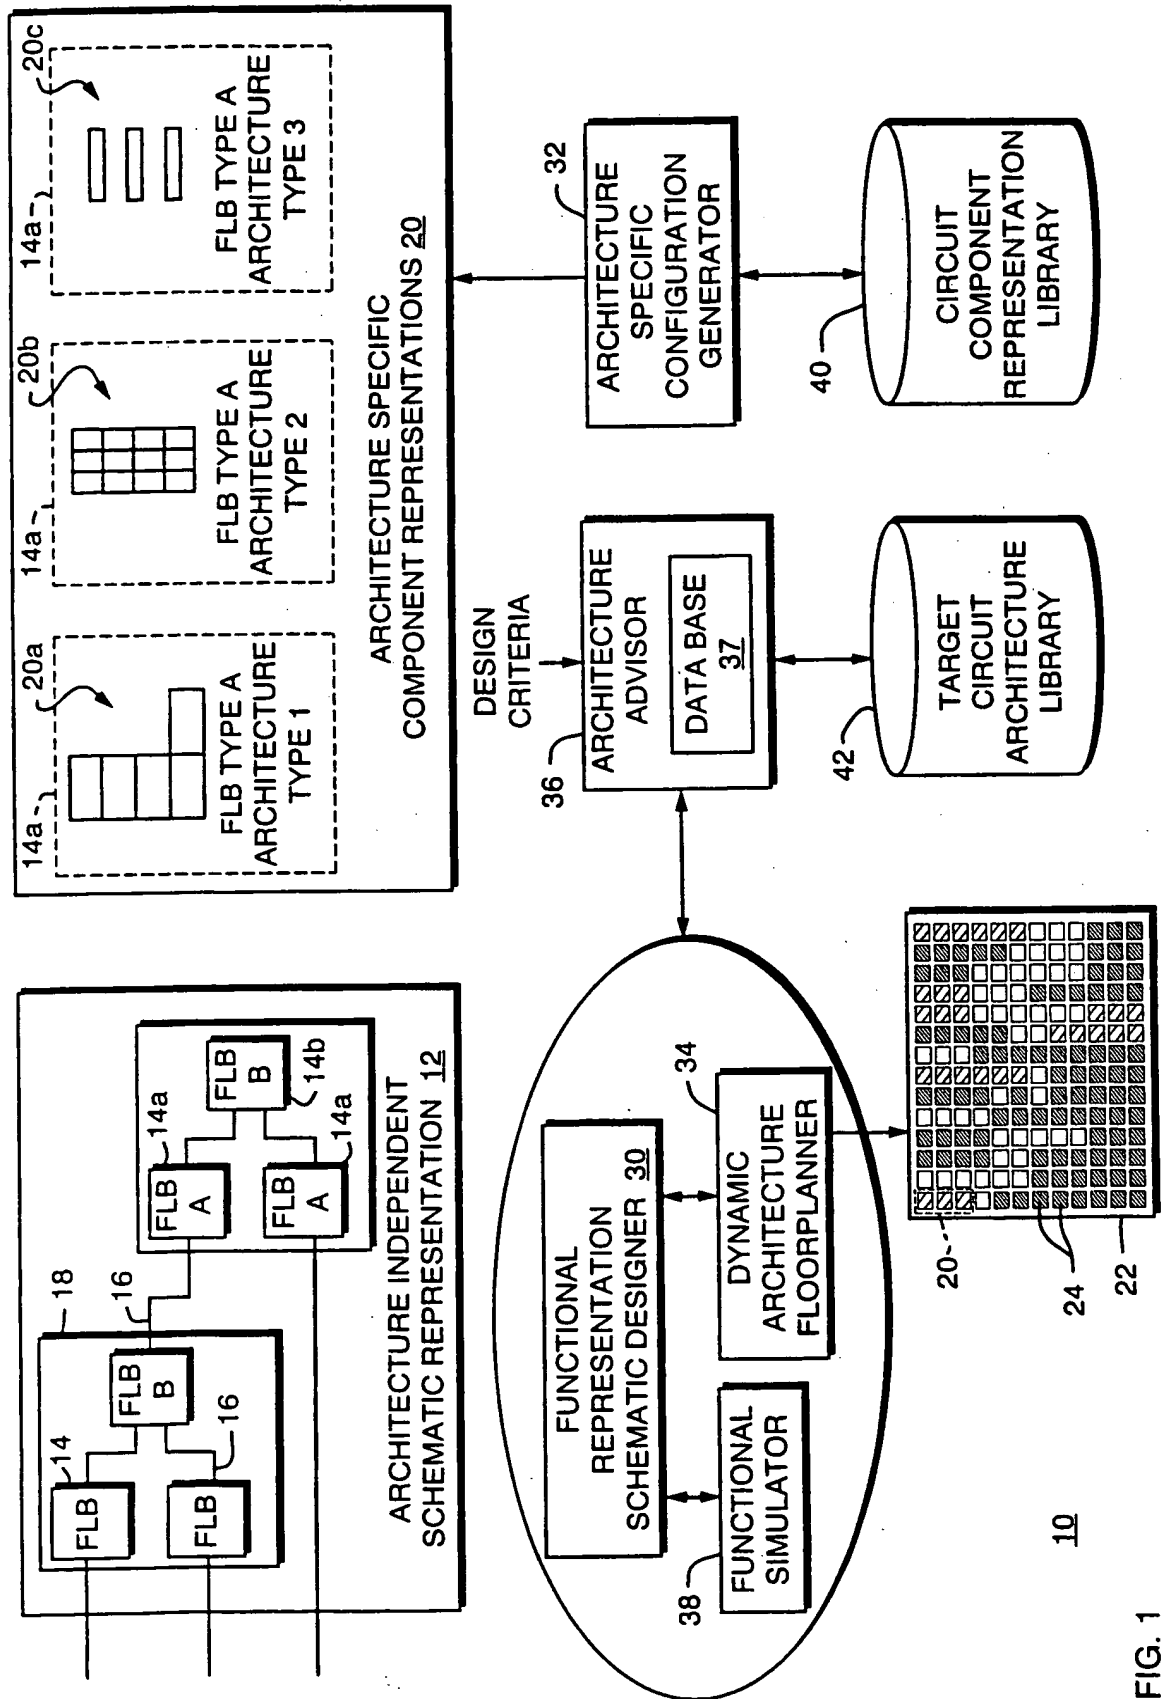 FLB
14
FLB
16
FLB
B
18
16
FLB
A
14a
FLB
A
14a
FLB
B
14b
ARCHITECTURE INDEPENDENT
SCHEMATIC REPRESENTATION 12
14a
20a
FLB TYPE A
ARCHITECTURE
TYPE 1
14a
20b
FLB TYPE A
ARCHITECTURE
TYPE 2
14a
20c
FLB TYPE A
ARCHITECTURE
TYPE 3
ARCHITECTURE SPECIFIC
COMPONENT REPRESENTATIONS 20
FUNCTIONAL
REPRESENTATION
SCHEMATIC DESIGNER 30
38
FUNCTIONAL
SIMULATOR
34
DYNAMIC
ARCHITECTURE
FLOORPLANNER
DESIGN
CRITERIA
36
ARCHITECTURE
ADVISOR
DATA BASE
37
32
ARCHITECTURE
SPECIFIC
CONFIGURATION
GENERATOR
20
24
22
42
TARGET
CIRCUIT
ARCHITECTURE
LIBRARY
40
CIRCUIT
COMPONENT
REPRESENTATION
LIBRARY
10
FIG. 1